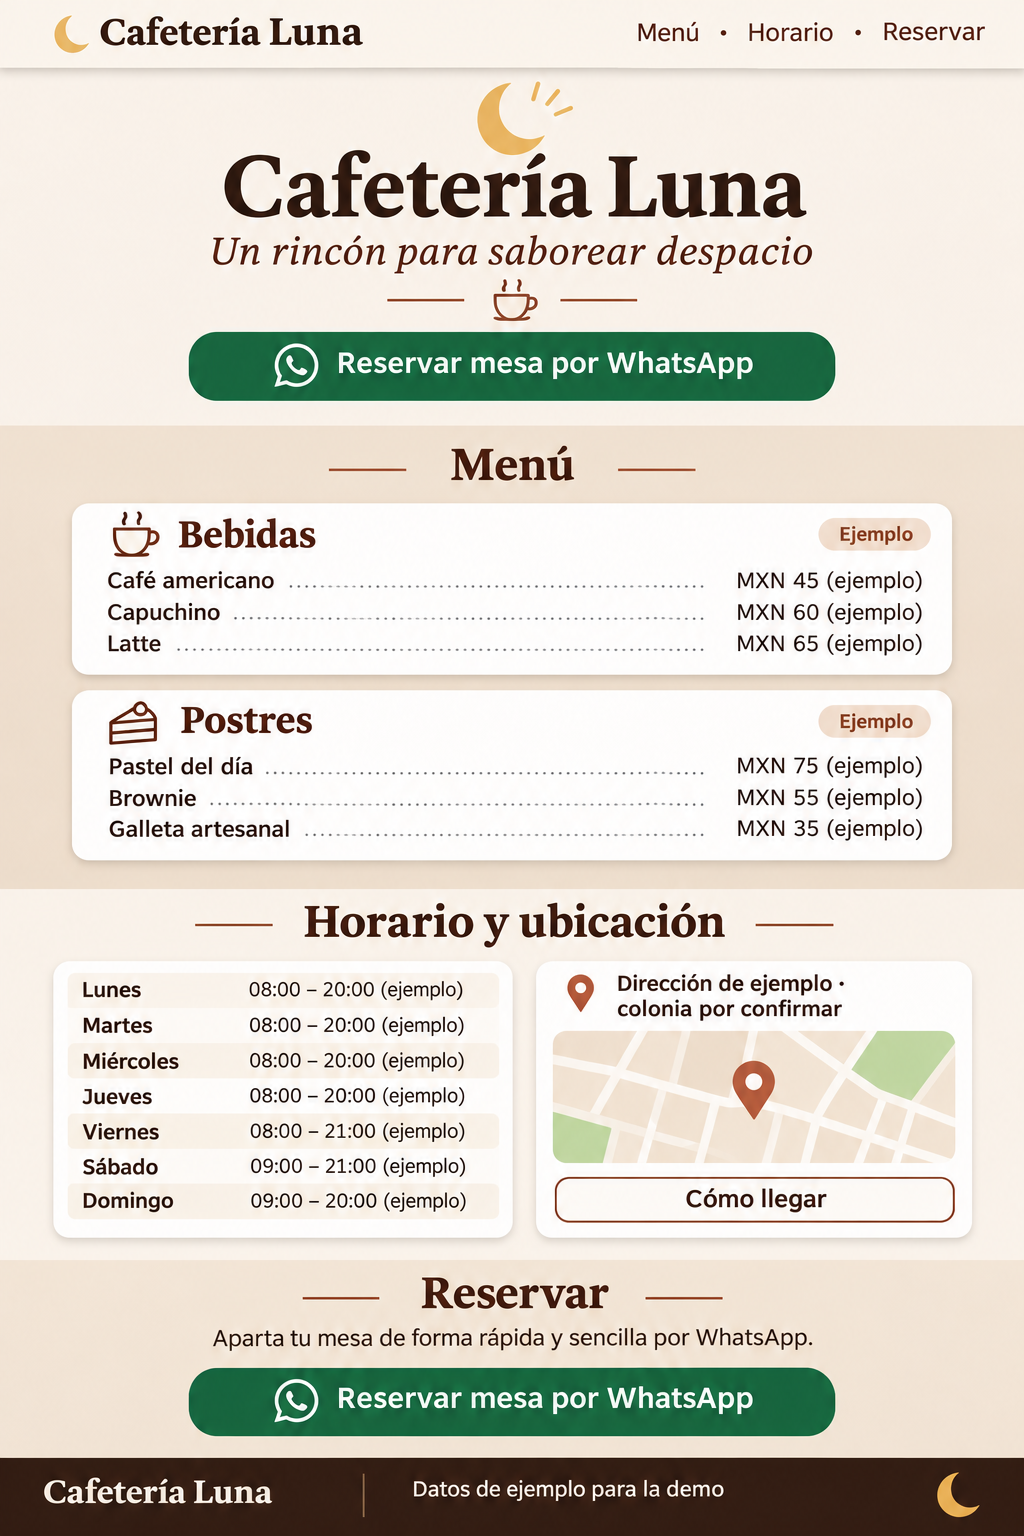 Cafetería Luna
Menú • Horario • Reservar
Cafetería Luna
Un rincón para saborear despacio
Reservar mesa por WhatsApp
Menú
Bebidas
Ejemplo
Café americano MXN 45 (ejemplo)
Capuchino MXN 60 (ejemplo)
Latte MXN 65 (ejemplo)
Postres
Ejemplo
Pastel del día MXN 75 (ejemplo)
Brownie MXN 55 (ejemplo)
Galleta artesanal MXN 35 (ejemplo)
Horario y ubicación
Lunes 08:00 – 20:00 (ejemplo)
Martes 08:00 – 20:00 (ejemplo)
Miércoles 08:00 – 20:00 (ejemplo)
Jueves 08:00 – 20:00 (ejemplo)
Viernes 08:00 – 21:00 (ejemplo)
Sábado 09:00 – 21:00 (ejemplo)
Domingo 09:00 – 20:00 (ejemplo)
Dirección de ejemplo ·
colonia por confirmar
Cómo llegar
Reservar
Aparta tu mesa de forma rápida y sencilla por WhatsApp.
Reservar mesa por WhatsApp
Cafetería Luna
Datos de ejemplo para la demo